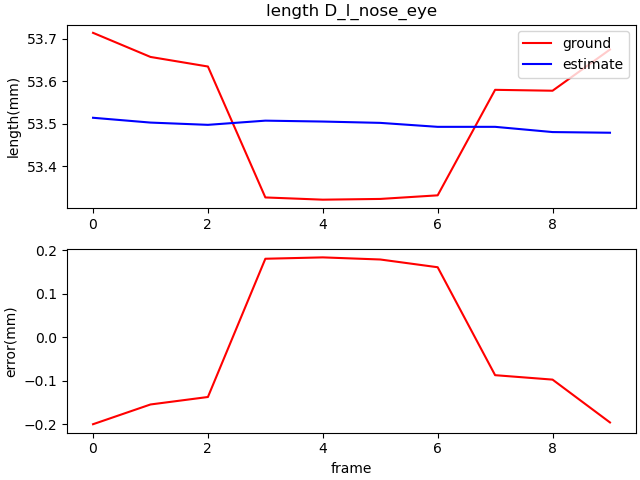 length D_l_nose_eye
ground
estimate
length(mm)
53.7
53.6
53.5
53.4
0 2 4 6 8
error(mm)
0.2
0.1
0.0
−0.1
−0.2
0 2 4 6 8
frame